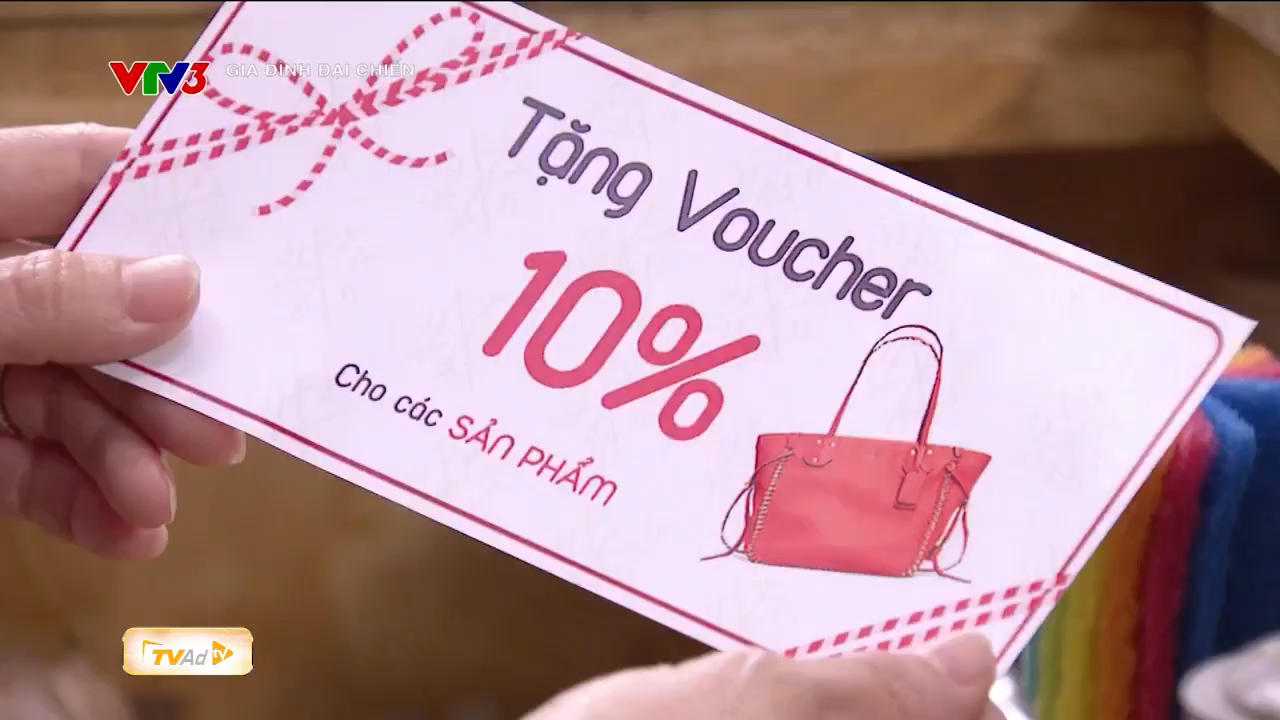 VTV3
GIA ĐÌNH ĐẠI CHIẾN
Tặng Voucher
10%
Cho các SẢN PHẨM
TVAd tv